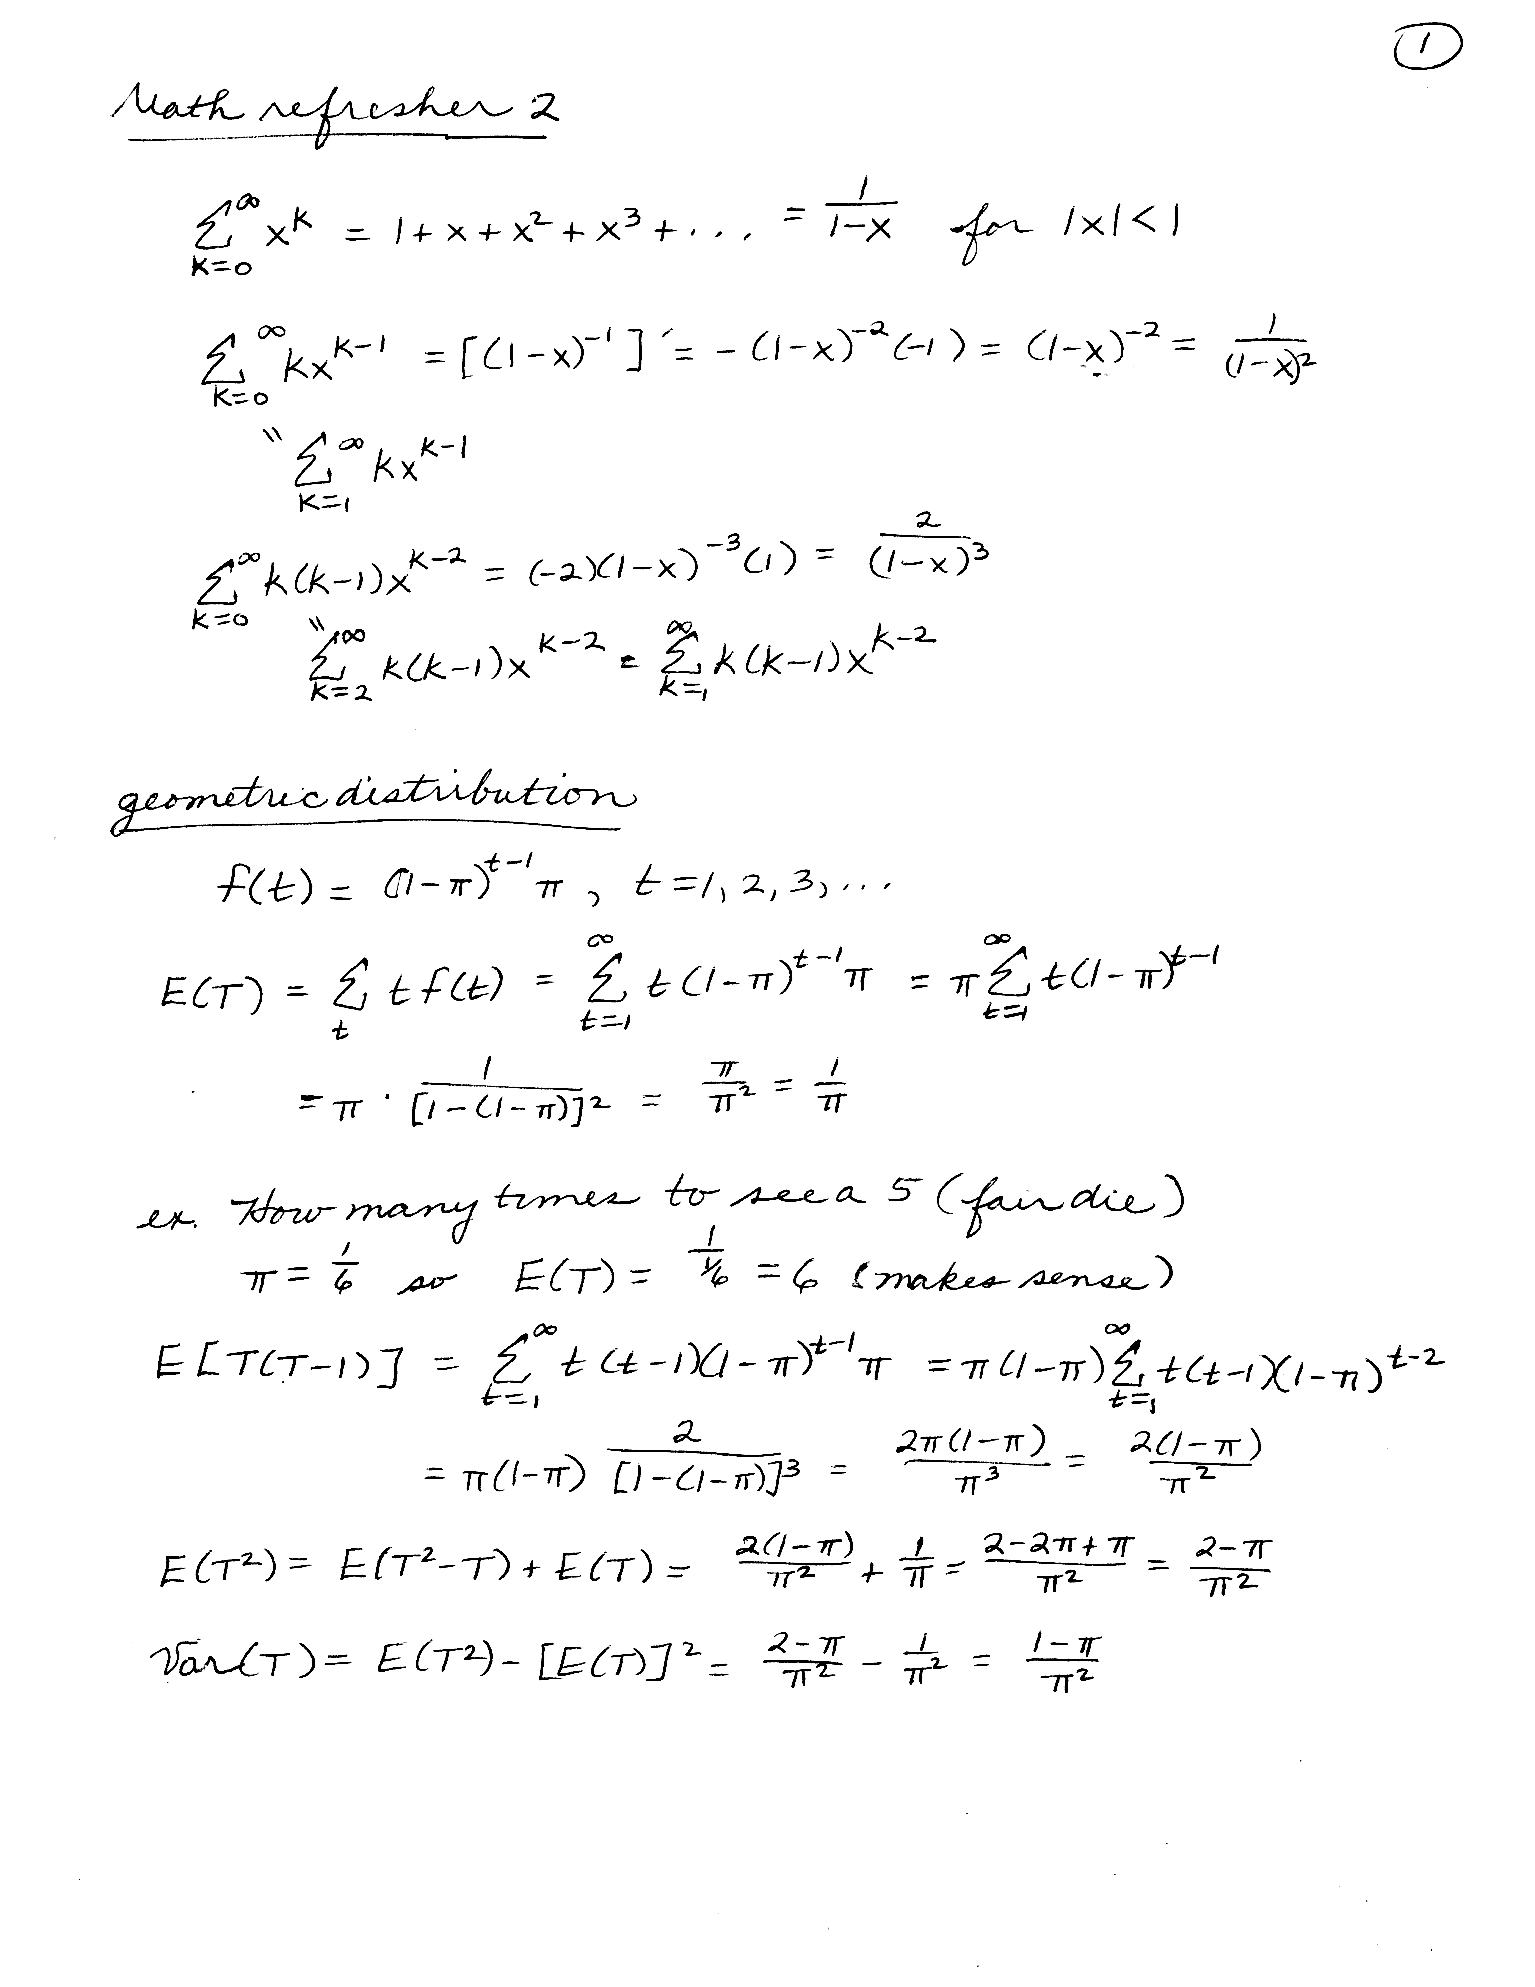 1
Math refresher 2
∑_{k=0}^{∞} x^k = 1 + x + x² + x³ + . . . = 1/(1-x) for |x| < 1
∑_{k=0}^{∞} kx^{k-1} = [(1-x)^{-1}]' = -(1-x)^{-2}(-1) = (1-x)^{-2} = 1/(1-x)²
" ∑_{k=1}^{∞} kx^{k-1}
∑_{k=0}^{∞} k(k-1)x^{k-2} = (-2)(1-x)^{-3}(1) = 2/(1-x)³
" ∑_{k=2}^{∞} k(k-1)x^{k-2} = ∑_{k=1}^{∞} k(k-1)x^{k-2}
geometric distribution
f(t) = (1-π)^{t-1} π , t = 1, 2, 3, . . .
E(T) = ∑_t t f(t) = ∑_{t=1}^{∞} t(1-π)^{t-1} π = π ∑_{t=1}^{∞} t(1-π)^{t-1}
= π · 1/[1-(1-π)]² = π/π² = 1/π
ex. How many times to see a 5 (fair die)
π = 1/6 so E(T) = 1/(1/6) = 6 (makes sense)
E[T(T-1)] = ∑_{t=1}^{∞} t(t-1)(1-π)^{t-1} π = π(1-π) ∑_{t=1}^{∞} t(t-1)(1-π)^{t-2}
= π(1-π) 2/[1-(1-π)]³ = 2π(1-π)/π³ = 2(1-π)/π²
E(T²) = E(T²-T) + E(T) = 2(1-π)/π² + 1/π = (2-2π+π)/π² = (2-π)/π²
Var(T) = E(T²) - [E(T)]² = (2-π)/π² - 1/π² = (1-π)/π²